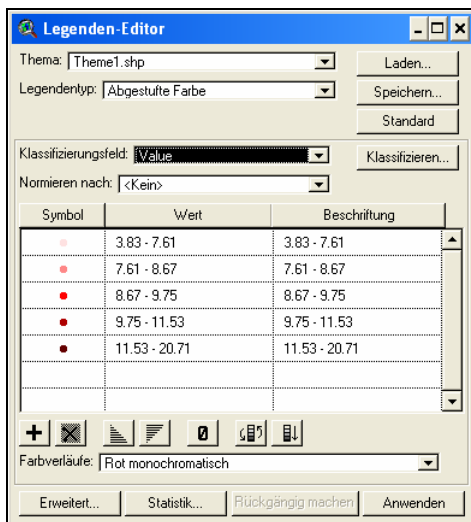 Legenden-Editor
Thema: Theme1.shp
Laden...
Legendentyp: Abgestufte Farbe
Speichern...
Standard
Klassifizierungsfeld: Value
Klassifizieren...
Normieren nach: <Kein>
Symbol Wert Beschriftung
3.83 - 7.61 3.83 - 7.61
7.61 - 8.67 7.61 - 8.67
8.67 - 9.75 8.67 - 9.75
9.75 - 11.53 9.75 - 11.53
11.53 - 20.71 11.53 - 20.71
0
Farbverläufe: Rot monochromatisch
Erweitert... Statistik... Rückgängig machen Anwenden